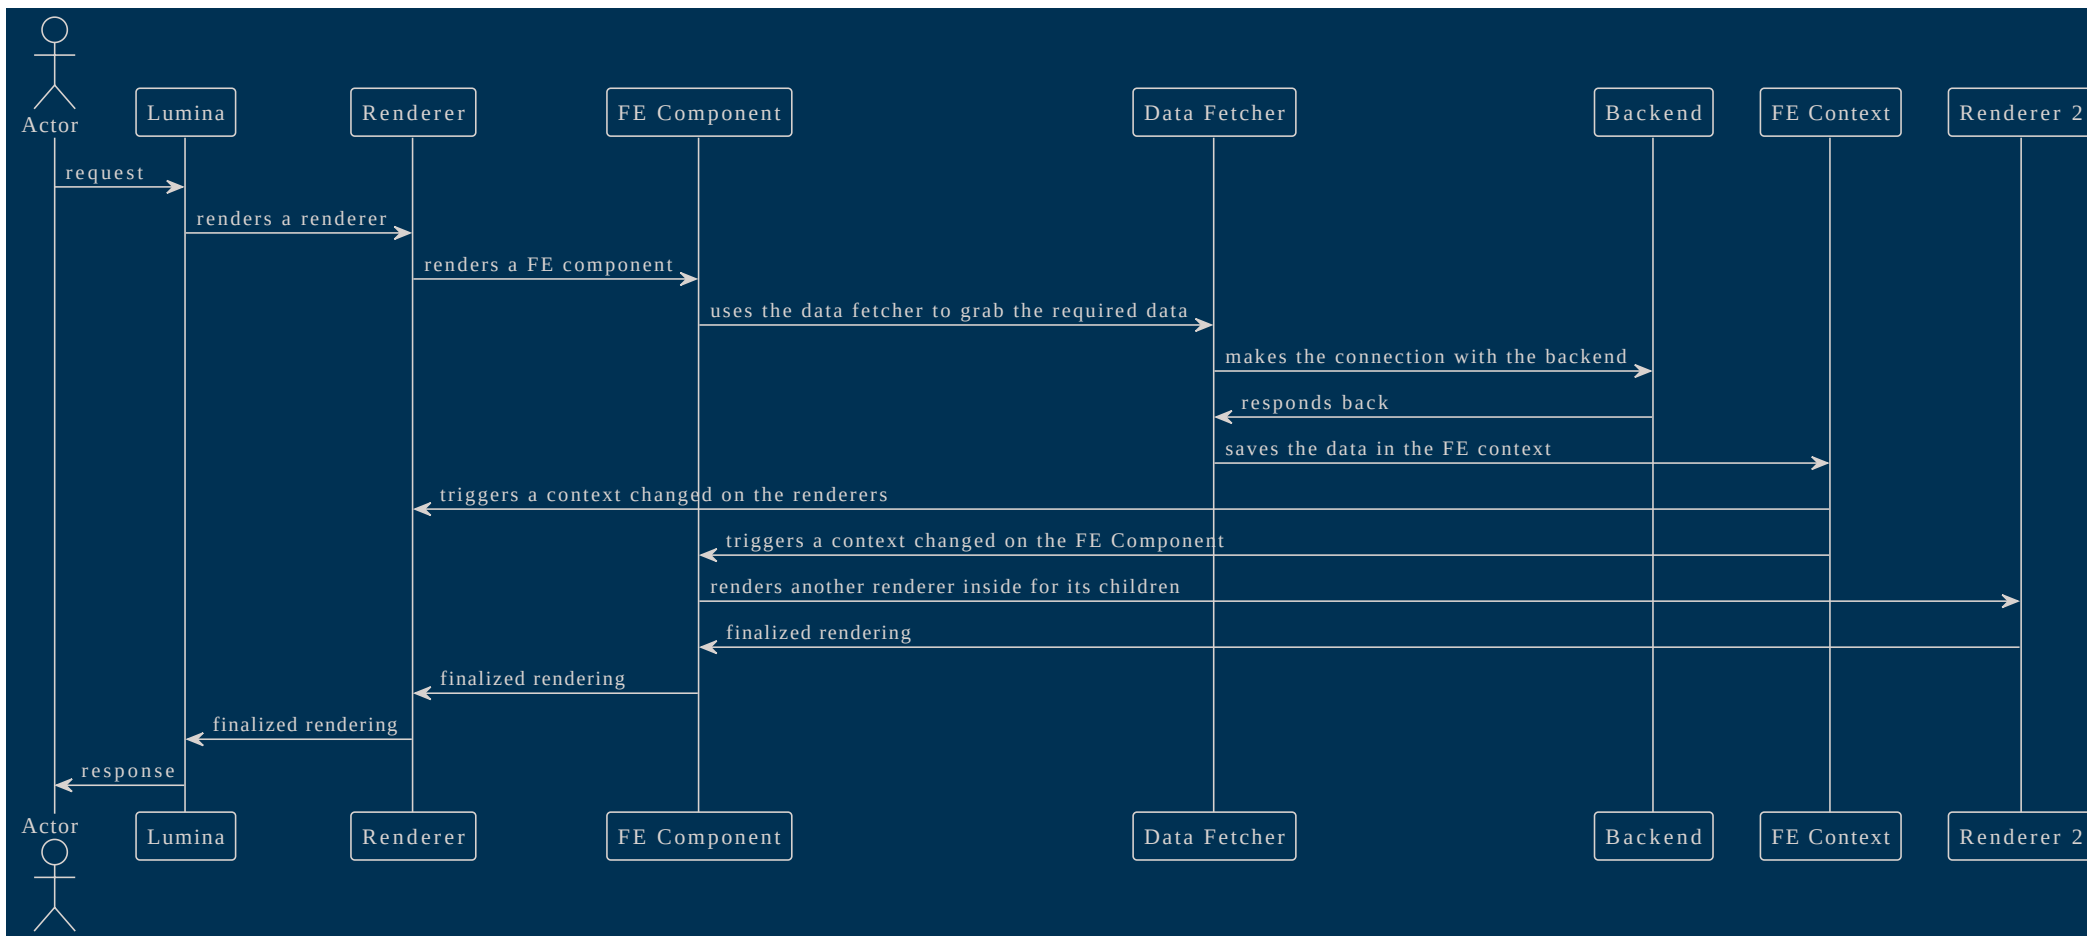 Actor
Lumina
Renderer
FE Component
Data Fetcher
Backend
FE Context
Renderer 2
request
renders a renderer
renders a FE component
uses the data fetcher to grab the required data
makes the connection with the backend
responds back
saves the data in the FE context
triggers a context changed on the renderers
triggers a context changed on the FE Component
renders another renderer inside for its children
finalized rendering
finalized rendering
finalized rendering
response
Actor
Lumina
Renderer
FE Component
Data Fetcher
Backend
FE Context
Renderer 2